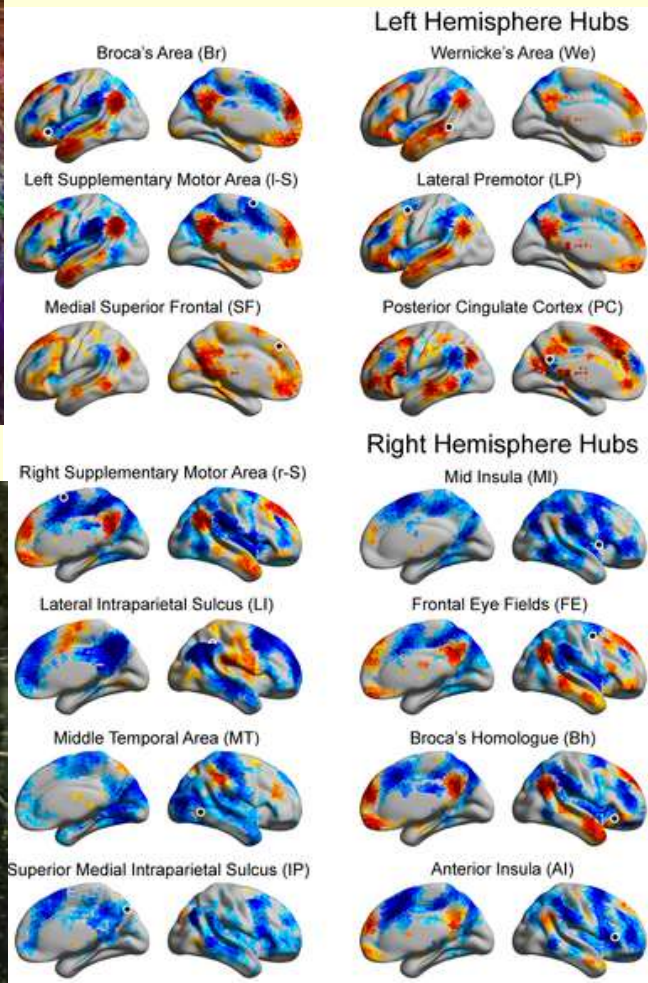 Left Hemisphere Hubs
Broca's Area (Br)
Wernicke's Area (We)
Left Supplementary Motor Area (l-S)
Lateral Premotor (LP)
Medial Superior Frontal (SF)
Posterior Cingulate Cortex (PC)
Right Hemisphere Hubs
Right Supplementary Motor Area (r-S)
Mid Insula (MI)
Lateral Intraparietal Sulcus (LI)
Frontal Eye Fields (FE)
Middle Temporal Area (MT)
Broca's Homologue (Bh)
Superior Medial Intraparietal Sulcus (IP)
Anterior Insula (AI)